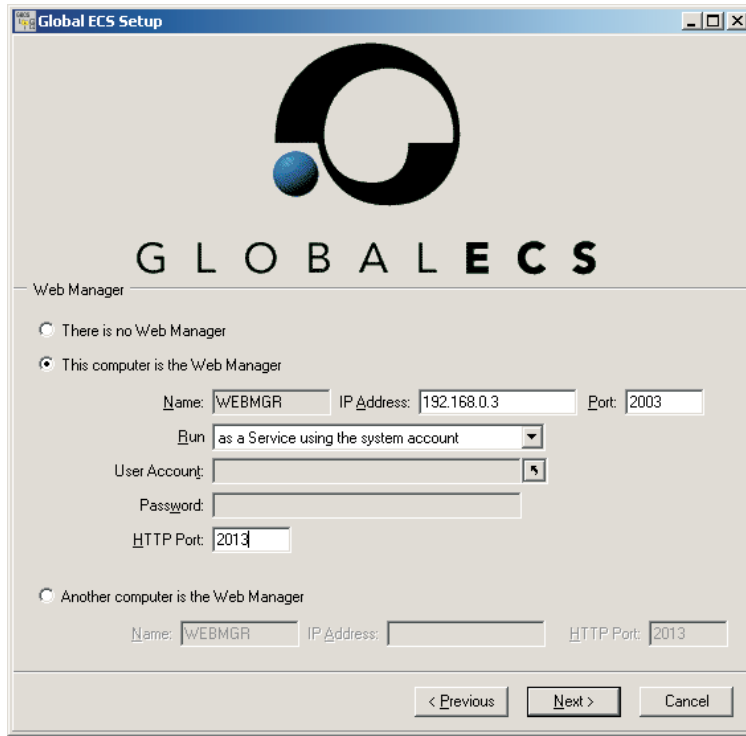 Global ECS Setup
GLOBALECS
Web Manager
There is no Web Manager
This computer is the Web Manager
Name: WEBMGR IP Address: 192.168.0.3 Port: 2003
Run as a Service using the system account
User Account:
Password:
HTTP Port: 2013
Another computer is the Web Manager
Name: WEBMGR IP Address: HTTP Port: 2013
< Previous Next > Cancel